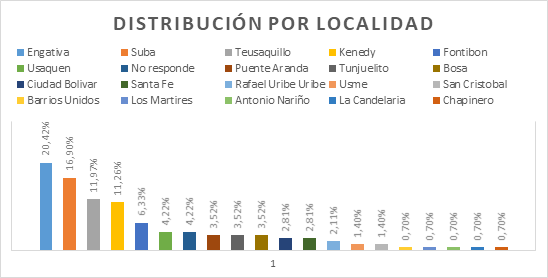 DISTRIBUCIÓN POR LOCALIDAD
Engativa Suba Teusaquillo Kenedy Fontibon
Usaquen No responde Puente Aranda Tunjuelito Bosa
Ciudad Bolivar Santa Fe Rafael Uribe Uribe Usme San Cristobal
Barrios Unidos Los Martires Antonio Nariño La Candelaria Chapinero
20,42% 16,90% 11,97% 11,26% 6,33% 4,22% 4,22% 3,52% 3,52% 3,52% 2,81% 2,81% 2,11% 1,40% 1,40% 0,70% 0,70% 0,70% 0,70% 0,70%
1